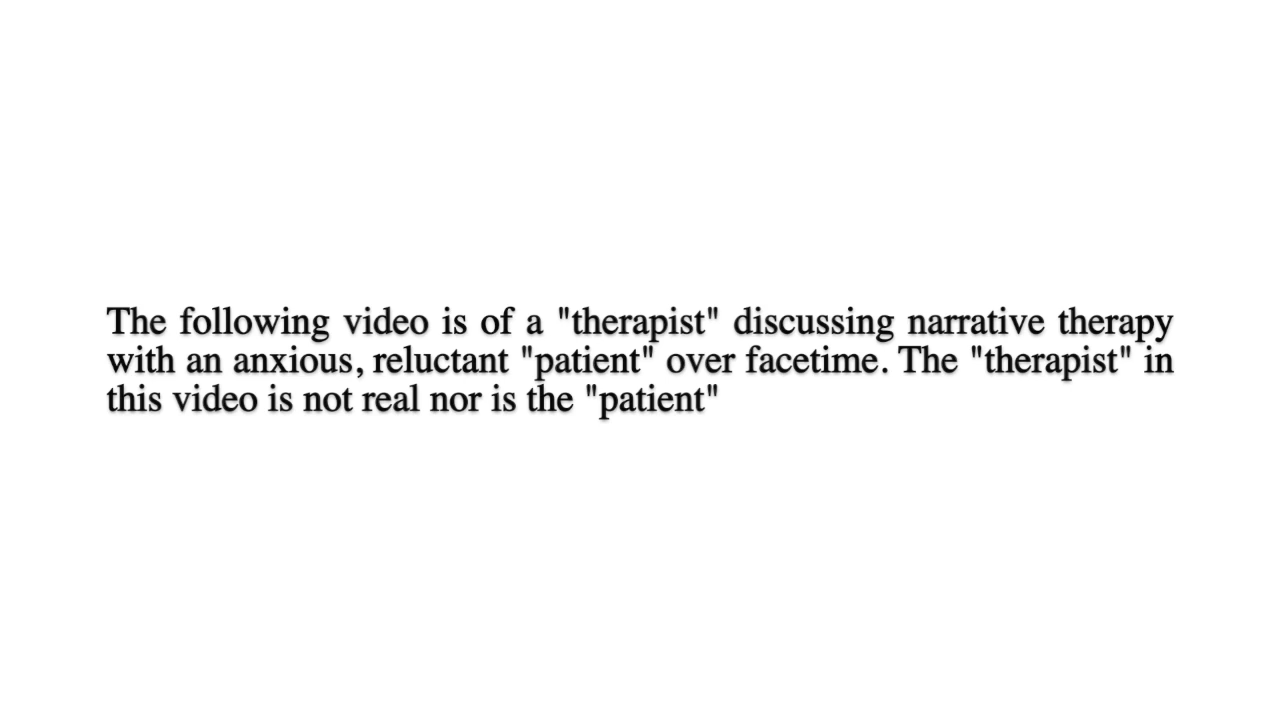 The following video is of a "therapist" discussing narrative therapy
with an anxious, reluctant "patient" over facetime. The "therapist" in
this video is not real nor is the "patient"